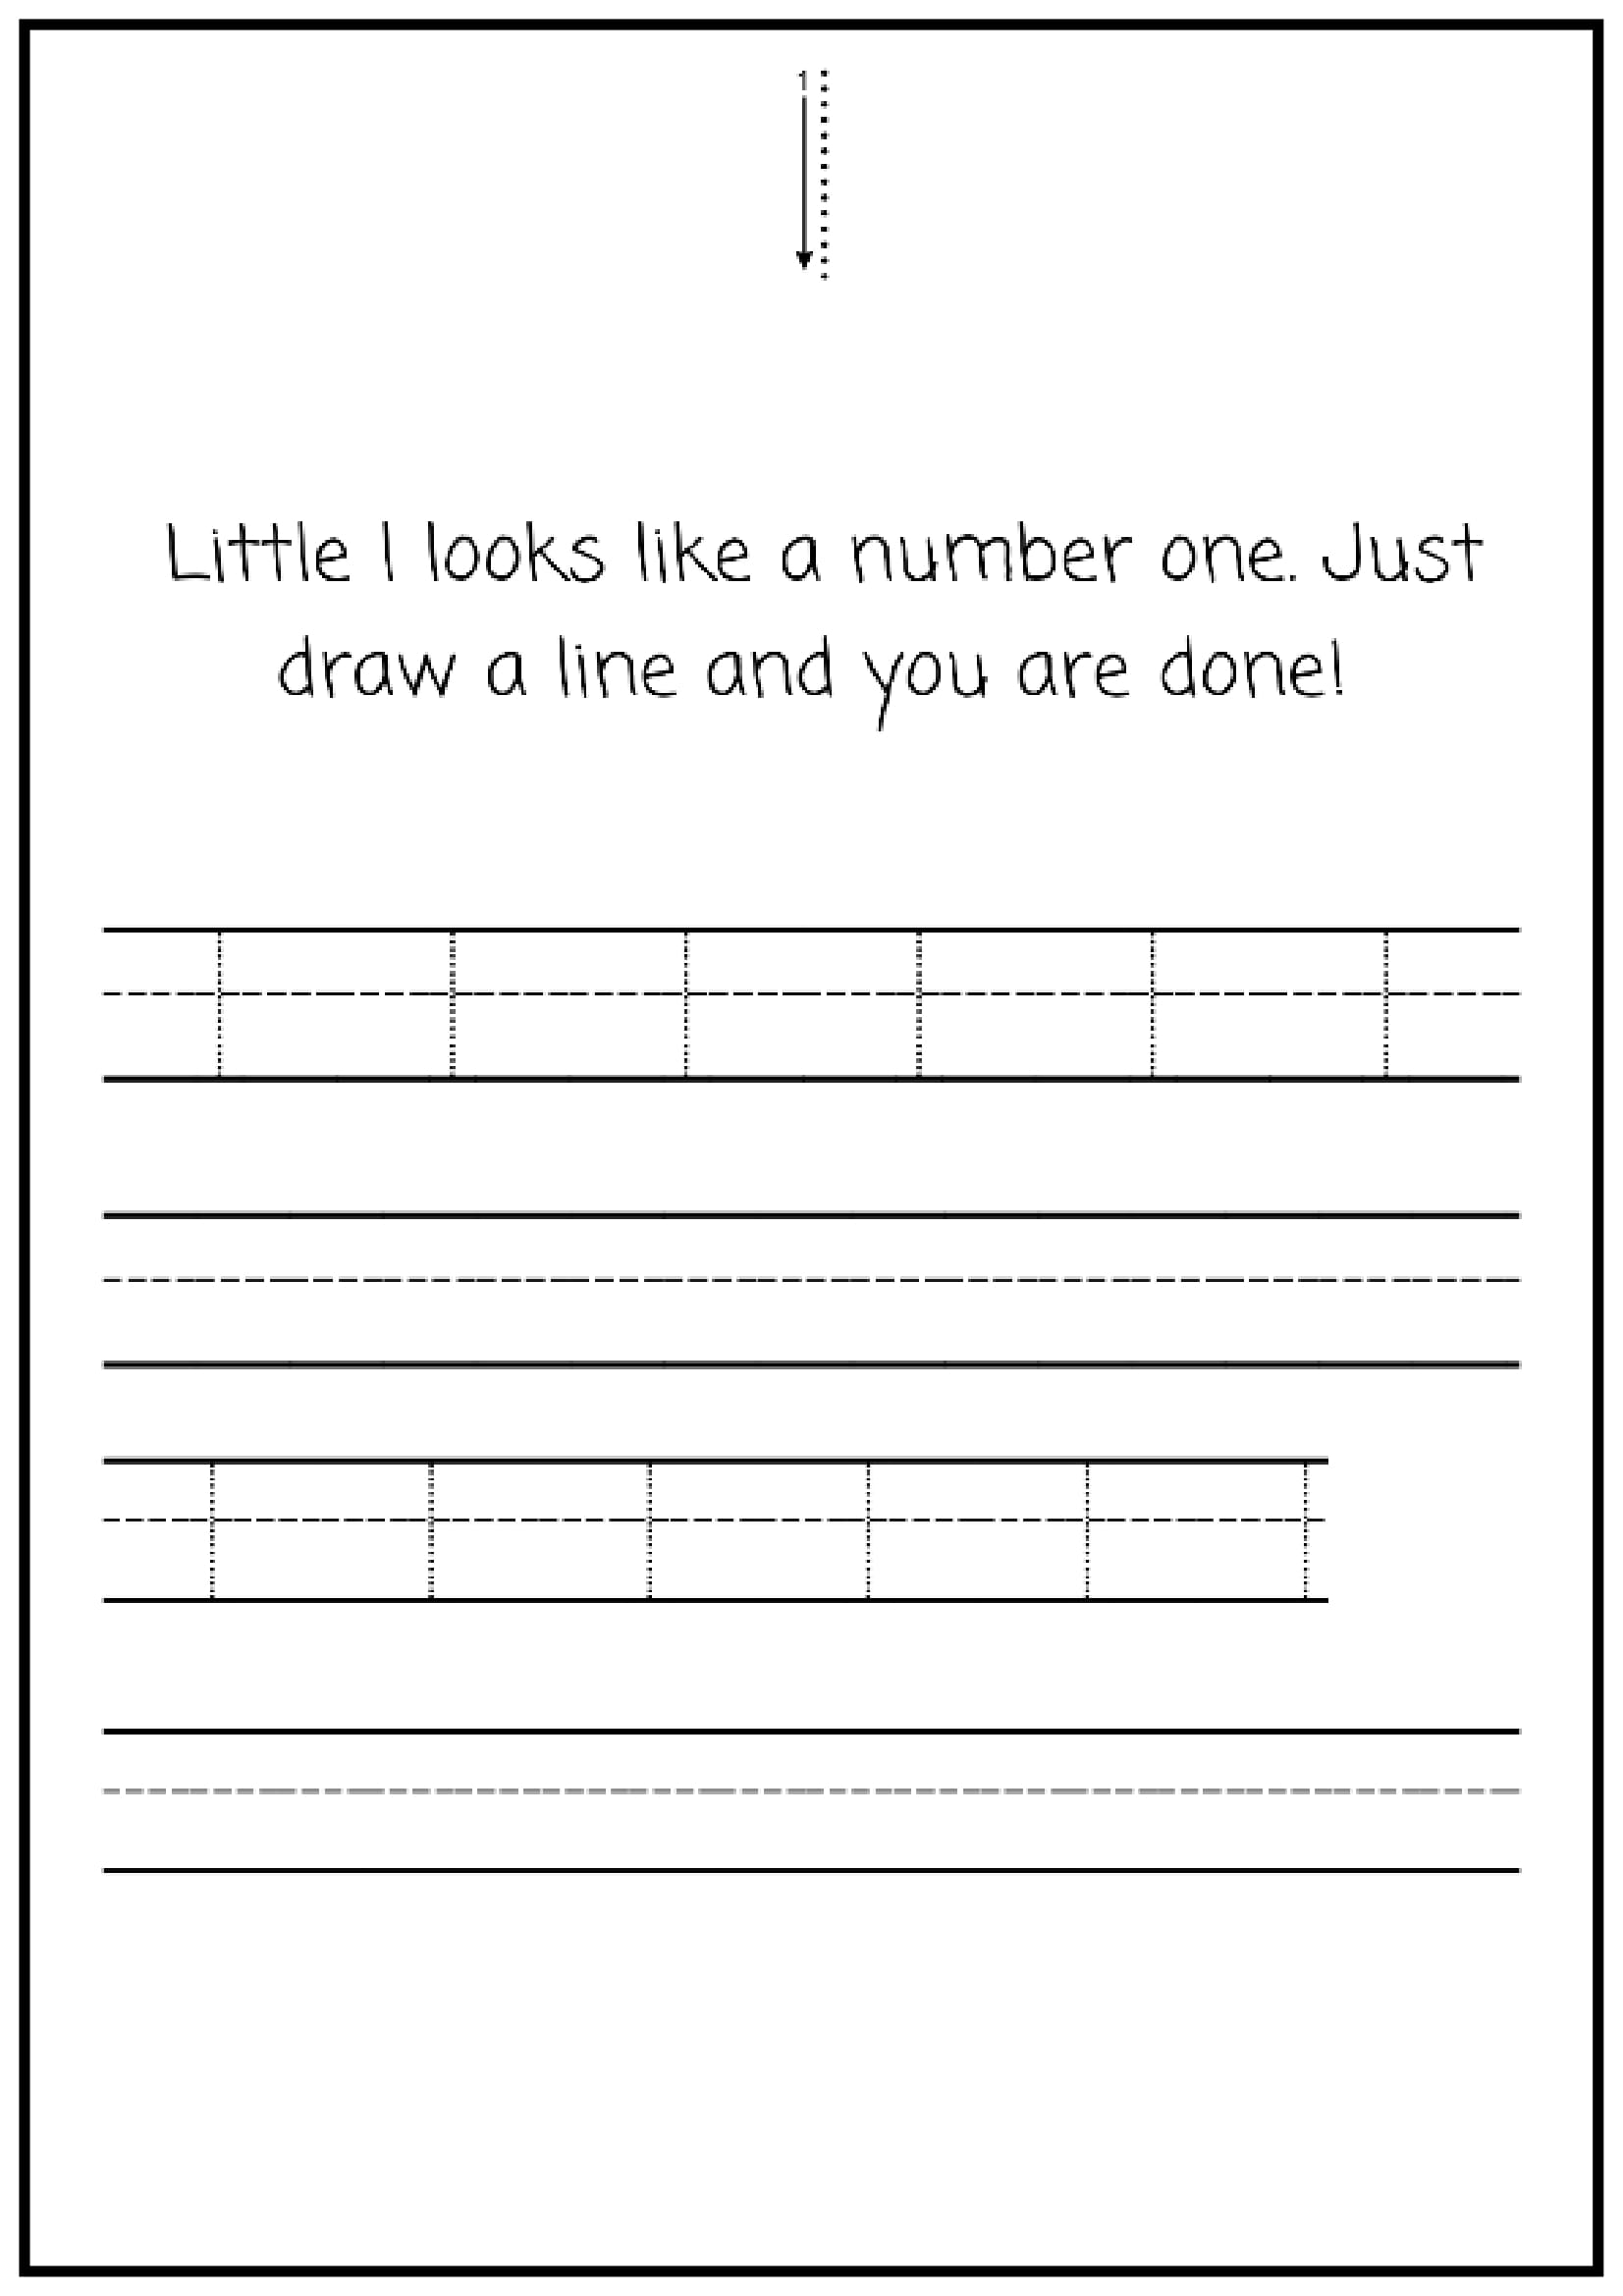 1
Little l looks like a number one. Just
draw a line and you are done!
l l l l l l
l l l l l l